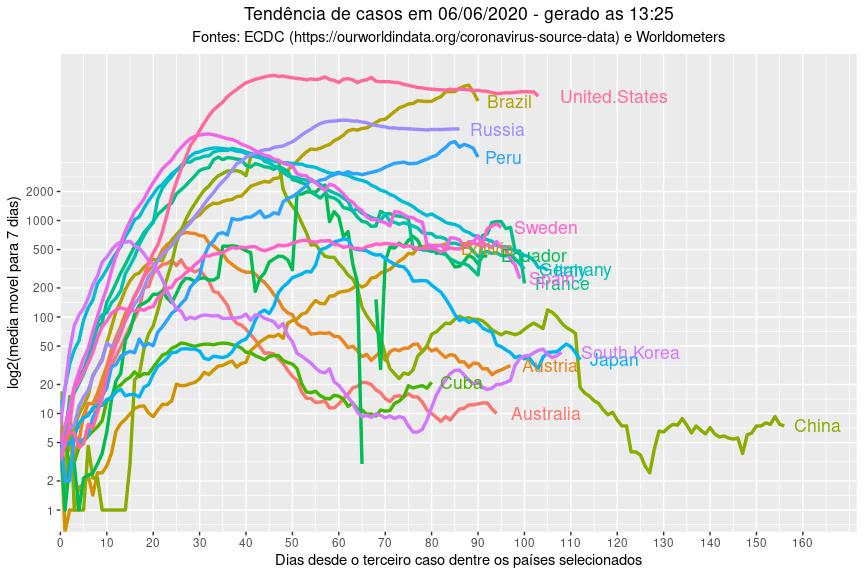 Tendência de casos em 06/06/2020 - gerado as 13:25
Fontes: ECDC (https://ourworldindata.org/coronavirus-source-data) e Worldometers
log2(media movel para 7 dias)
2000
1000
500
200
100
50
20
10
5
2
1
United.States
Brazil
Russia
Peru
Sweden
Ecuador
Germany
Spain
France
South.Korea
Japan
Austria
Cuba
Australia
China
0 10 20 30 40 50 60 70 80 90 100 110 120 130 140 150 160
Dias desde o terceiro caso dentre os países selecionados